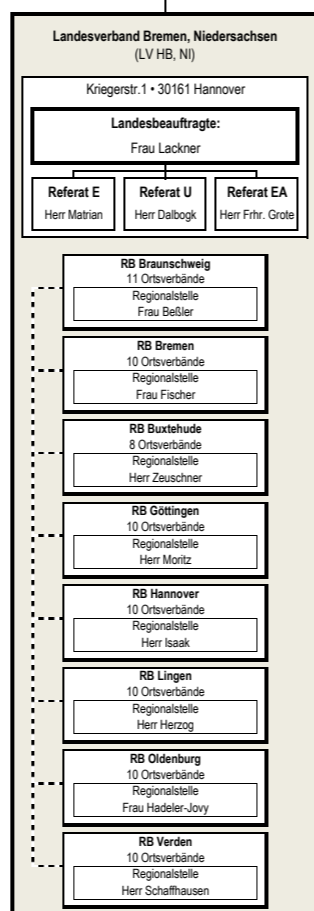 Landesverband Bremen, Niedersachsen
(LV HB, NI)
Kriegerstr.1 • 30161 Hannover
Landesbeauftragte:
Frau Lackner
Referat E
Herr Matrian
Referat U
Herr Dalbogk
Referat EA
Herr Frhr. Grote
RB Braunschweig
11 Ortsverbände
Regionalstelle
Frau Beßler
RB Bremen
10 Ortsverbände
Regionalstelle
Frau Fischer
RB Buxtehude
8 Ortsverbände
Regionalstelle
Herr Zeuschner
RB Göttingen
10 Ortsverbände
Regionalstelle
Herr Moritz
RB Hannover
10 Ortsverbände
Regionalstelle
Herr Isaak
RB Lingen
10 Ortsverbände
Regionalstelle
Herr Herzog
RB Oldenburg
10 Ortsverbände
Regionalstelle
Frau Hadeler-Jovy
RB Verden
10 Ortsverbände
Regionalstelle
Herr Schaffhausen